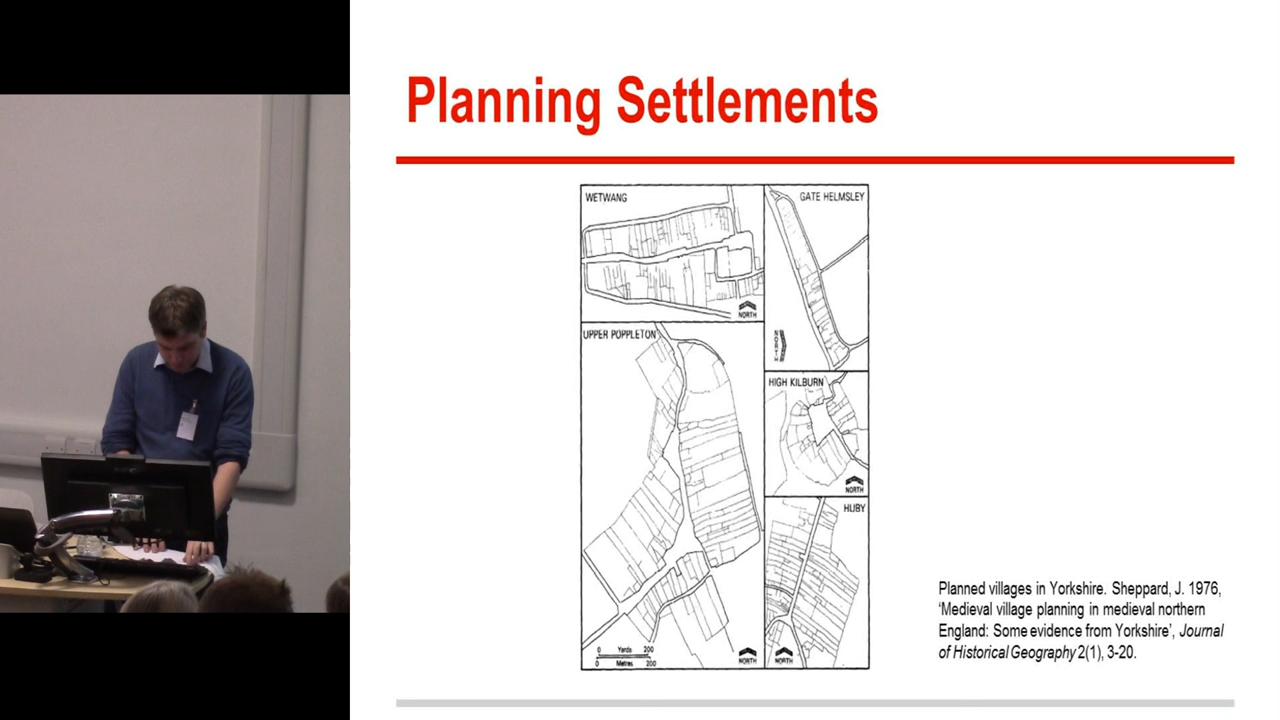 Planning Settlements
WETWANG
GATE HELMSLEY
NORTH
UPPER POPPLETON
NORTH
HIGH KILBURN
NORTH
HUBY
0 Yards 200
0 Metres 200
NORTH
NORTH
Planned villages in Yorkshire. Sheppard, J. 1976,
‘Medieval village planning in medieval northern
England: Some evidence from Yorkshire’, Journal
of Historical Geography 2(1), 3-20.